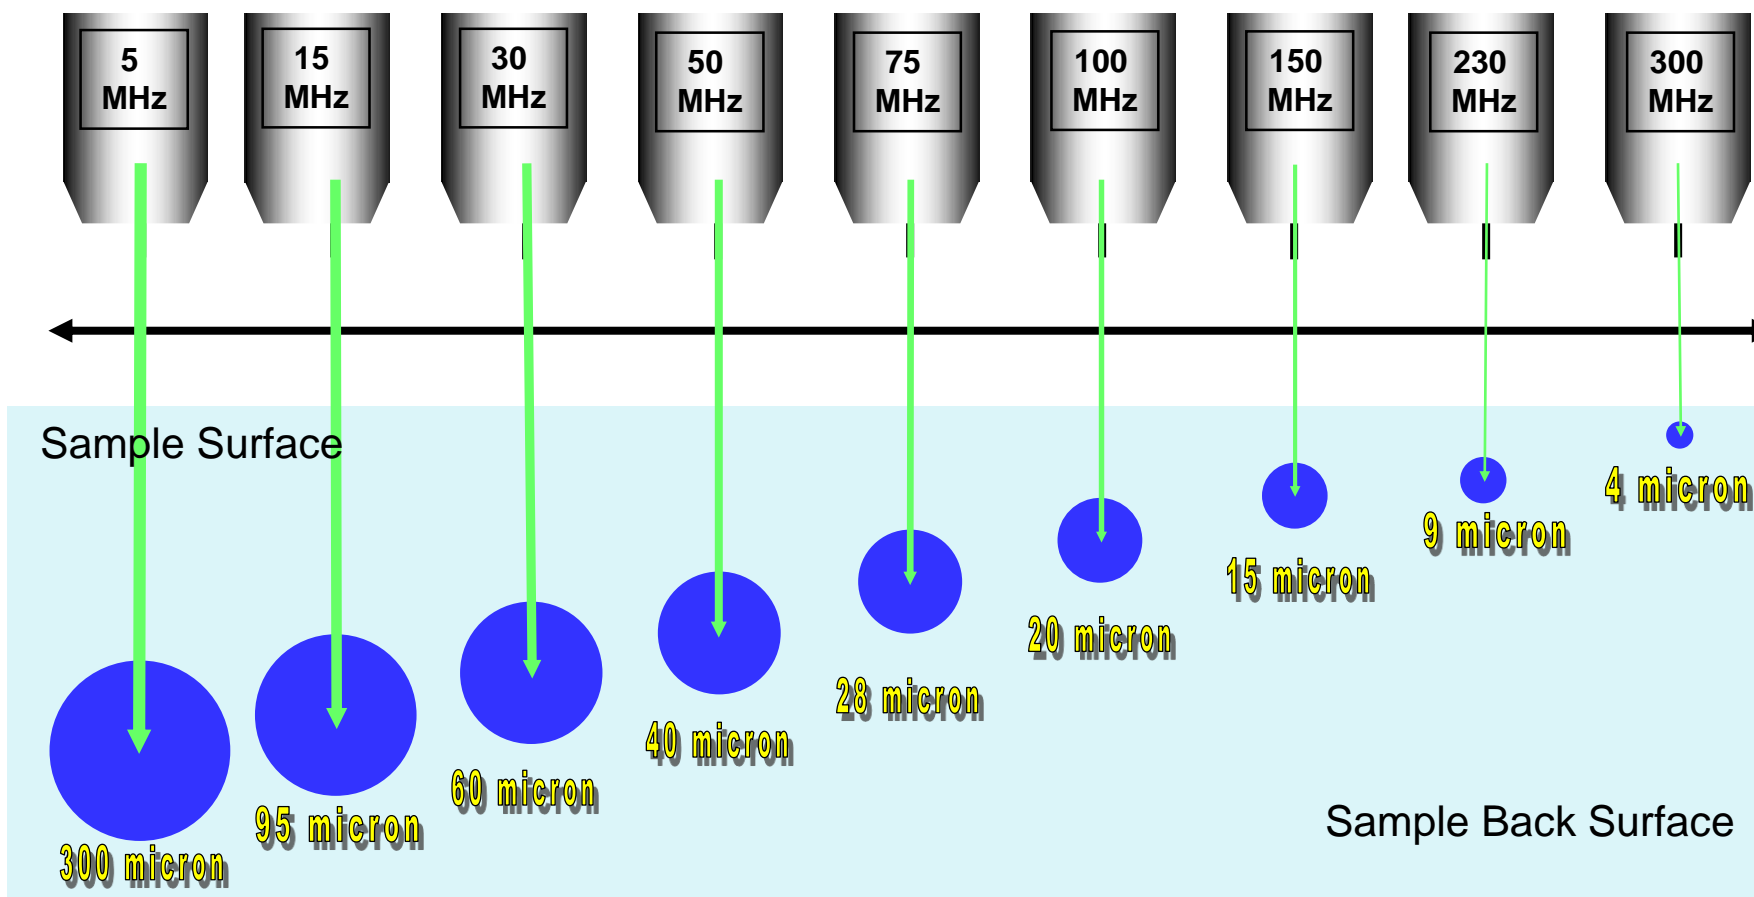 5
MHz
15
MHz
30
MHz
50
MHz
75
MHz
100
MHz
150
MHz
230
MHz
300
MHz
Sample Surface
4 micron
9 micron
15 micron
20 micron
28 micron
40 micron
60 micron
95 micron
300 micron
Sample Back Surface